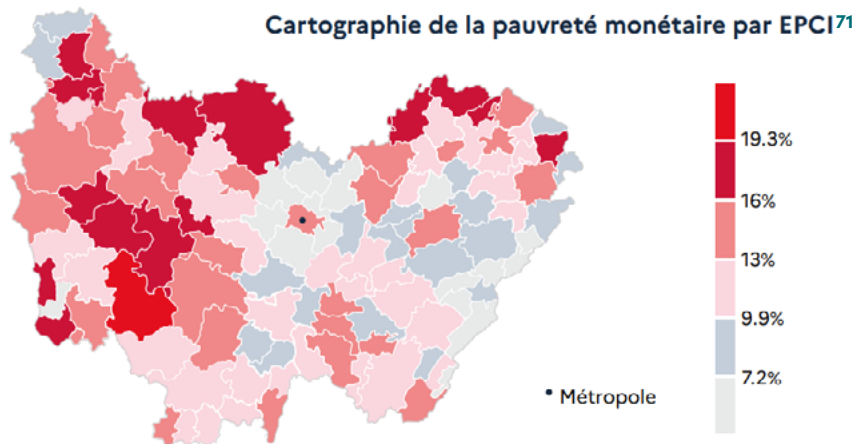 Cartographie de la pauvreté monétaire par EPCI71
19.3%
16%
13%
9.9%
7.2%
Métropole